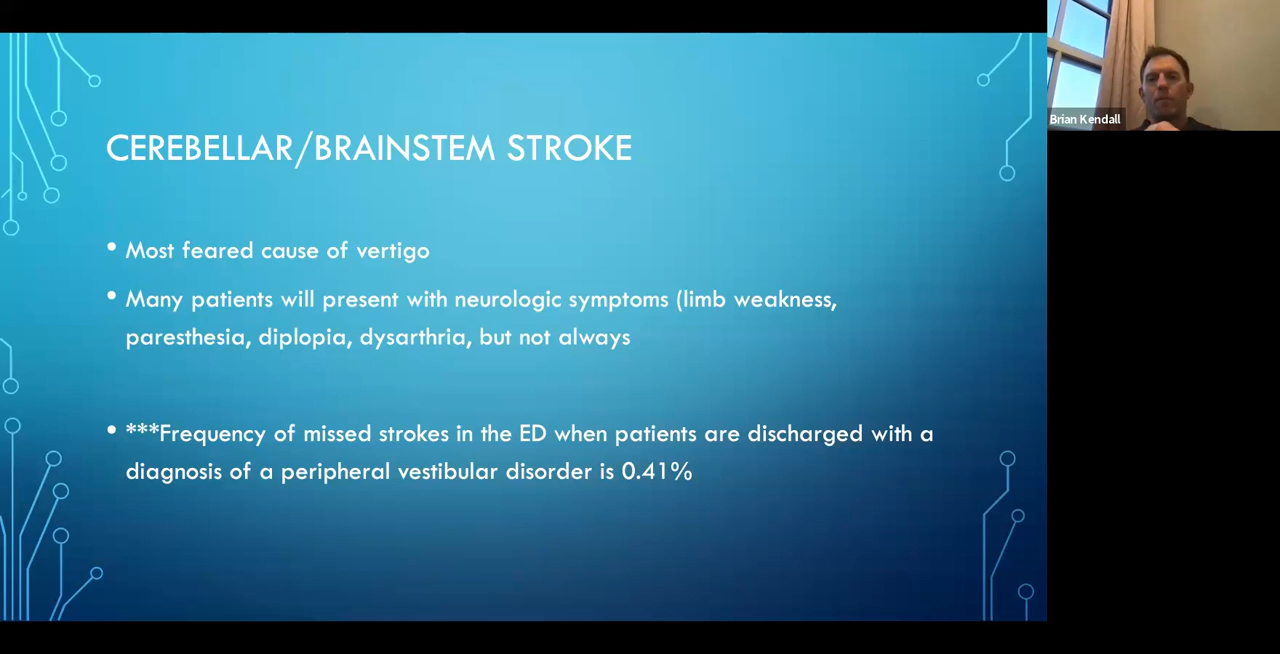 CEREBELLAR/BRAINSTEM STROKE
• Most feared cause of vertigo
• Many patients will present with neurologic symptoms (limb weakness,
paresthesia, diplopia, dysarthria, but not always
• ***Frequency of missed strokes in the ED when patients are discharged with a
diagnosis of a peripheral vestibular disorder is 0.41%
Brian Kendall